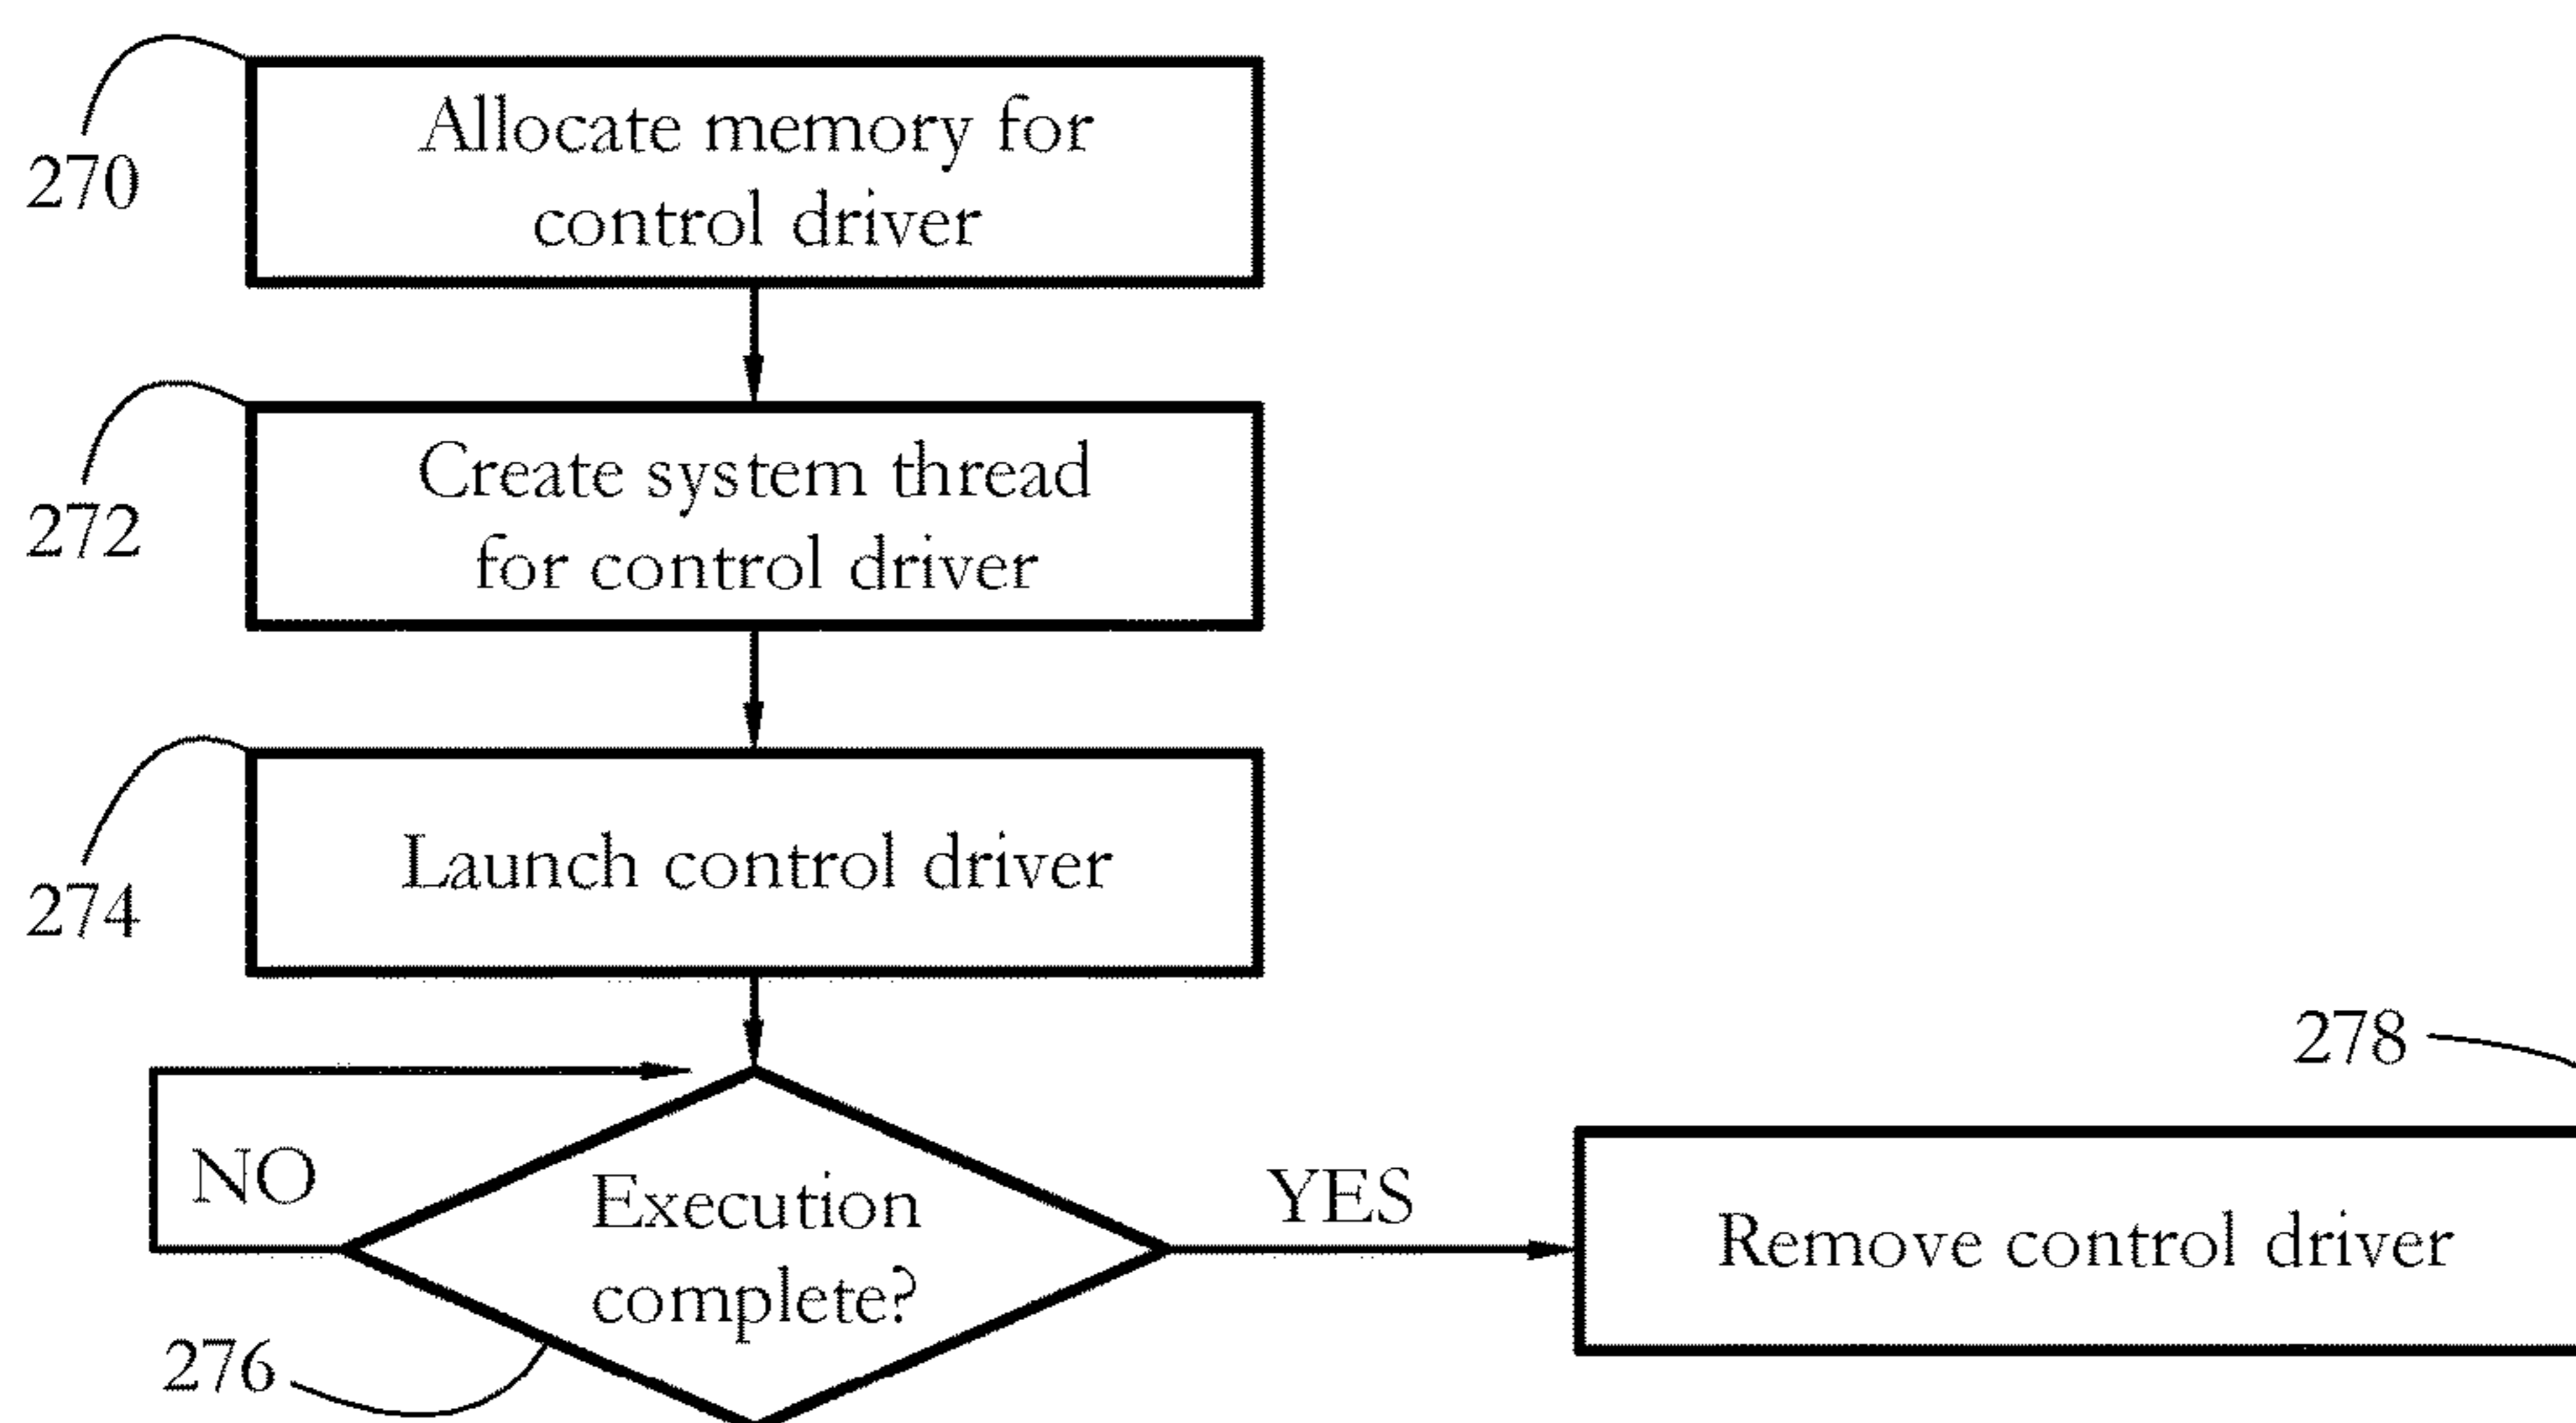 270
Allocate memory for
control driver
272
Create system thread
for control driver
274
Launch control driver
NO
Execution
complete?
276
YES
278
Remove control driver